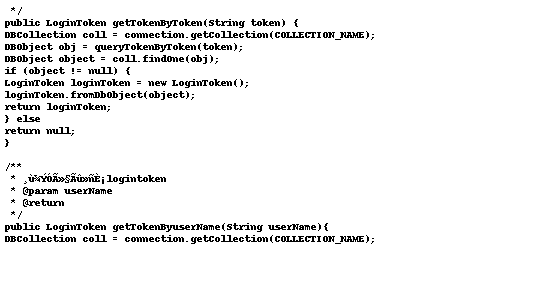 */
public LoginToken getTokenByToken(String token) {
DBCollection coll = connection.getCollection(COLLECTION_NAME);
DBObject obj = queryTokenByToken(token);
DBObject object = coll.findOne(obj);
if (object != null) {
LoginToken loginToken = new LoginToken();
loginToken.fromDbObject(object);
return loginToken;
} else
return null;
}
/**
* ¸ù¾ÝÓÃ»§Ãû»ñÈ¡logintoken
* @param userName
* @return
*/
public LoginToken getTokenByuserName(String userName){
DBCollection coll = connection.getCollection(COLLECTION_NAME);